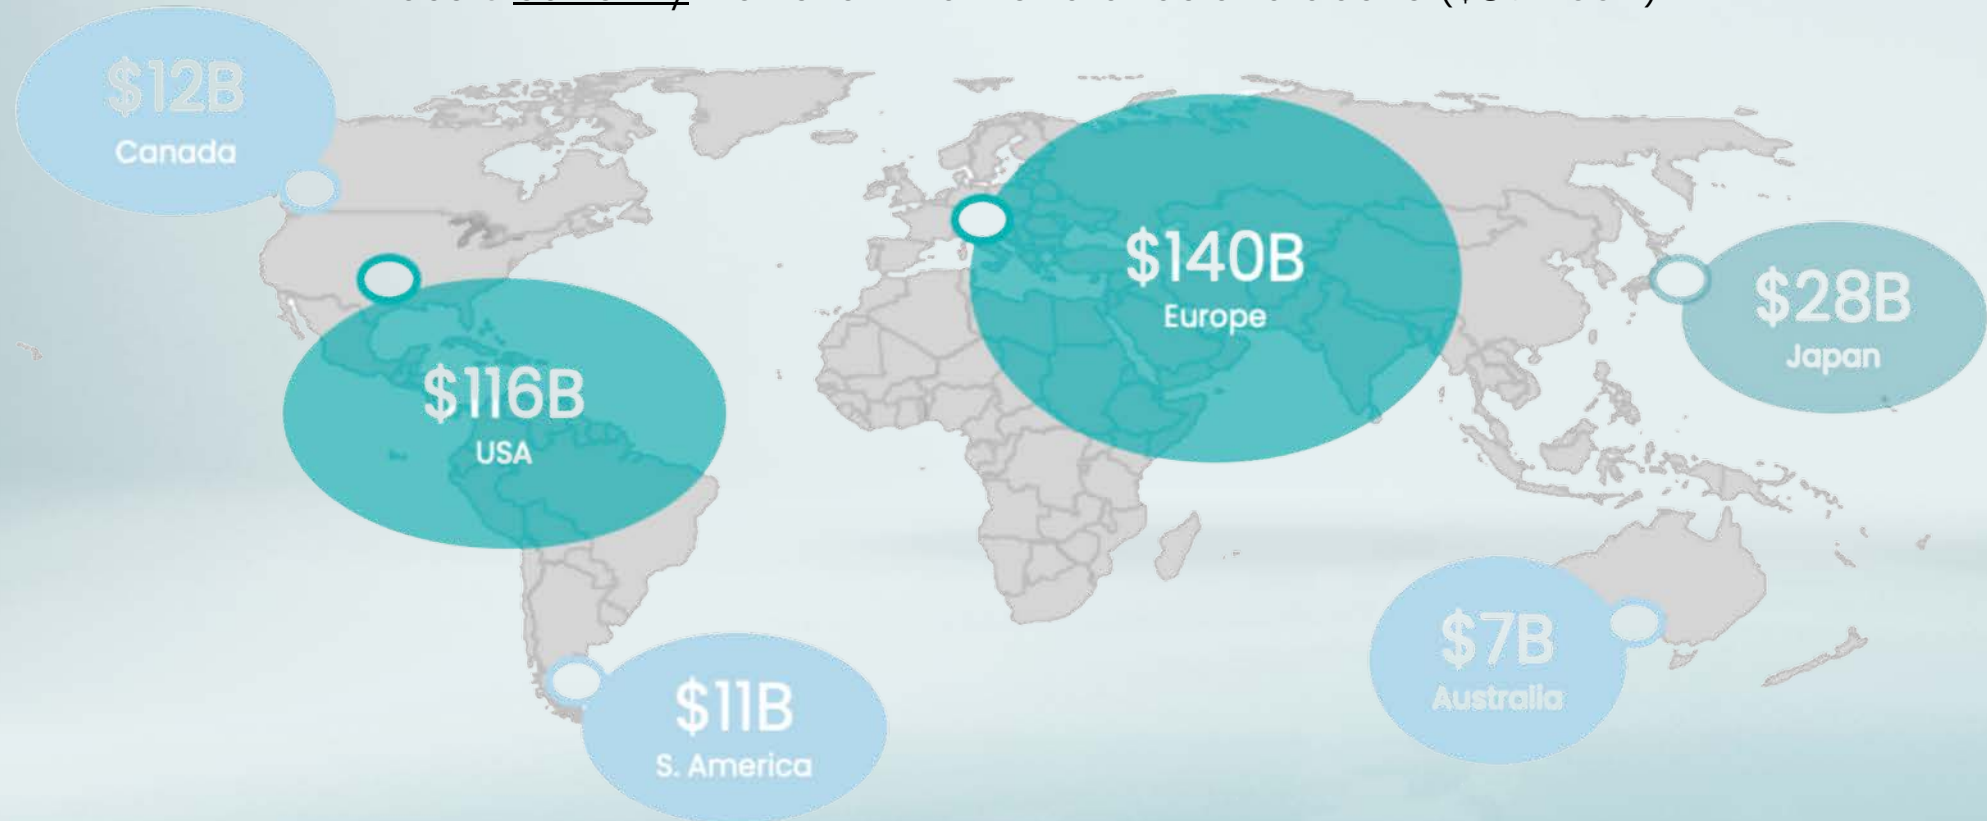 $12B
Canada
$140B
Europe
$28B
Japan
$116B
USA
$7B
Australia
$11B
S. America